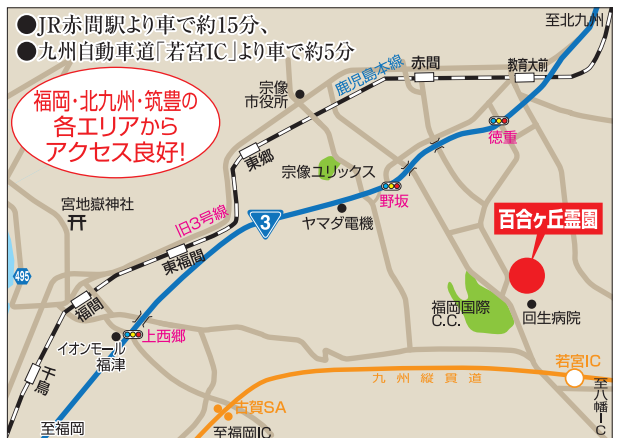 ●JR赤間駅より車で約15分、
●九州自動車道「若宮IC」より車で約5分
福岡・北九州・筑豊の
各エリアから
アクセス良好!
至北九州
赤間
教育大前
鹿児島本線
宗像
市役所
徳重
東郷
宗像ユリックス
野坂
宮地嶽神社
旧3号線
3
ヤマダ電機
百合ヶ丘霊園
495
東福間
福間
福岡国際
C.C.
回生病院
上西郷
イオンモール
福津
千鳥
若宮IC
九州縦貫道
至八幡IC
古賀SA
至福岡
至福岡IC